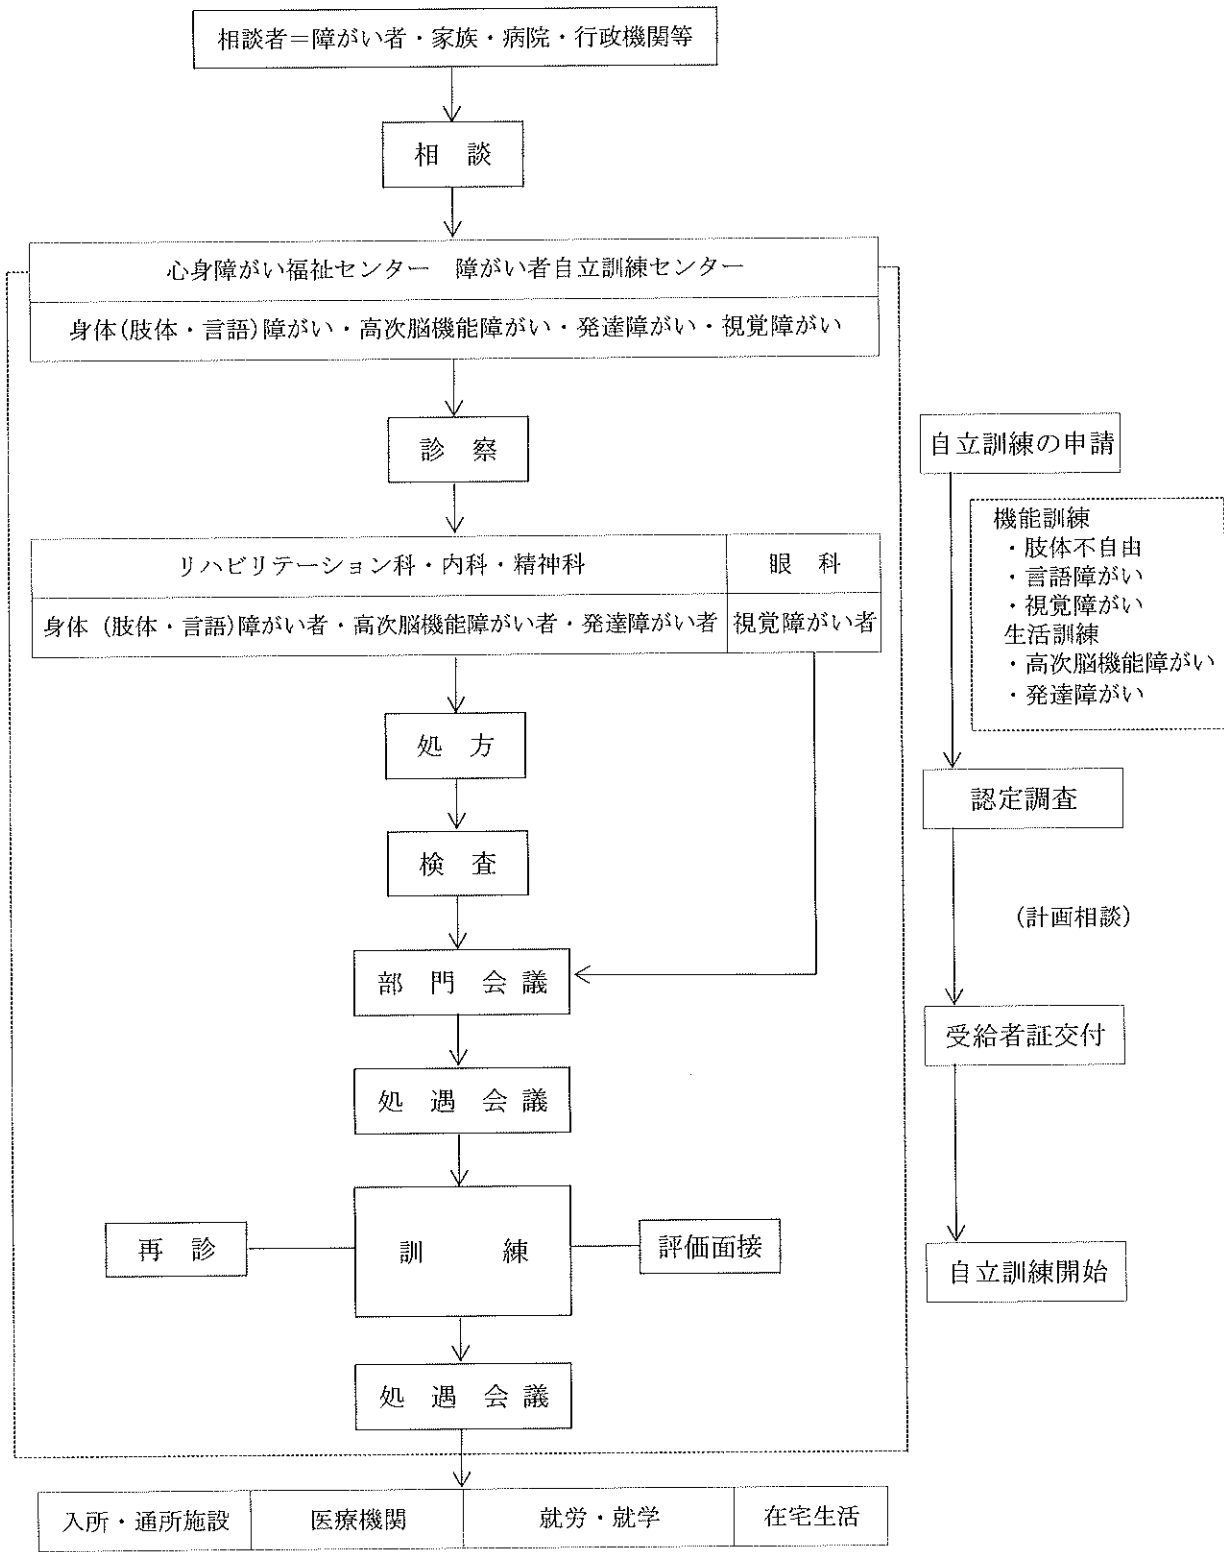 相談者＝障がい者・家族・病院・行政機関等
相　談
心身障がい福祉センター　障がい者自立訓練センター
身体(肢体・言語)障がい・高次脳機能障がい・発達障がい・視覚障がい
診　察
リハビリテーション科・内科・精神科
眼　科
身体（肢体・言語)障がい者・高次脳機能障がい者・発達障がい者
視覚障がい者
処　方
検　査
部　門　会　議
処　遇　会　議
再　診
訓　　練
評価面接
処　遇　会　議
入所・通所施設
医療機関
就労・就学
在宅生活
自立訓練の申請
機能訓練
・肢体不自由
・言語障がい
・視覚障がい
生活訓練
・高次脳機能障がい
・発達障がい
認定調査
（計画相談）
受給者証交付
自立訓練開始